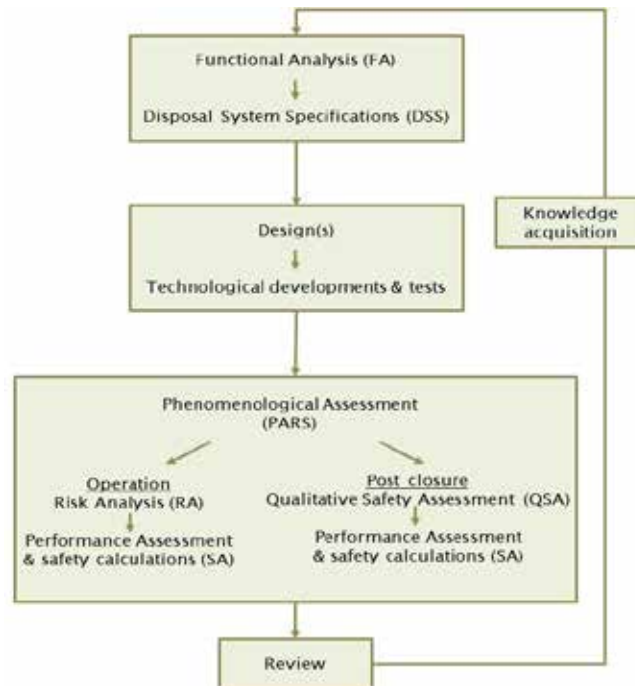 Functional Analysis (FA)
Disposal System Specifications (DSS)
Knowledge
acquisition
Design(s)
Technological developments & tests
Phenomenological Assessment
(PARS)
Operation
Risk Analysis (RA)
Performance Assessment
& safety calculations (SA)
Post closure
Qualitative Safety Assessment (QSA)
Performance Assessment
& safety calculations (SA)
Review